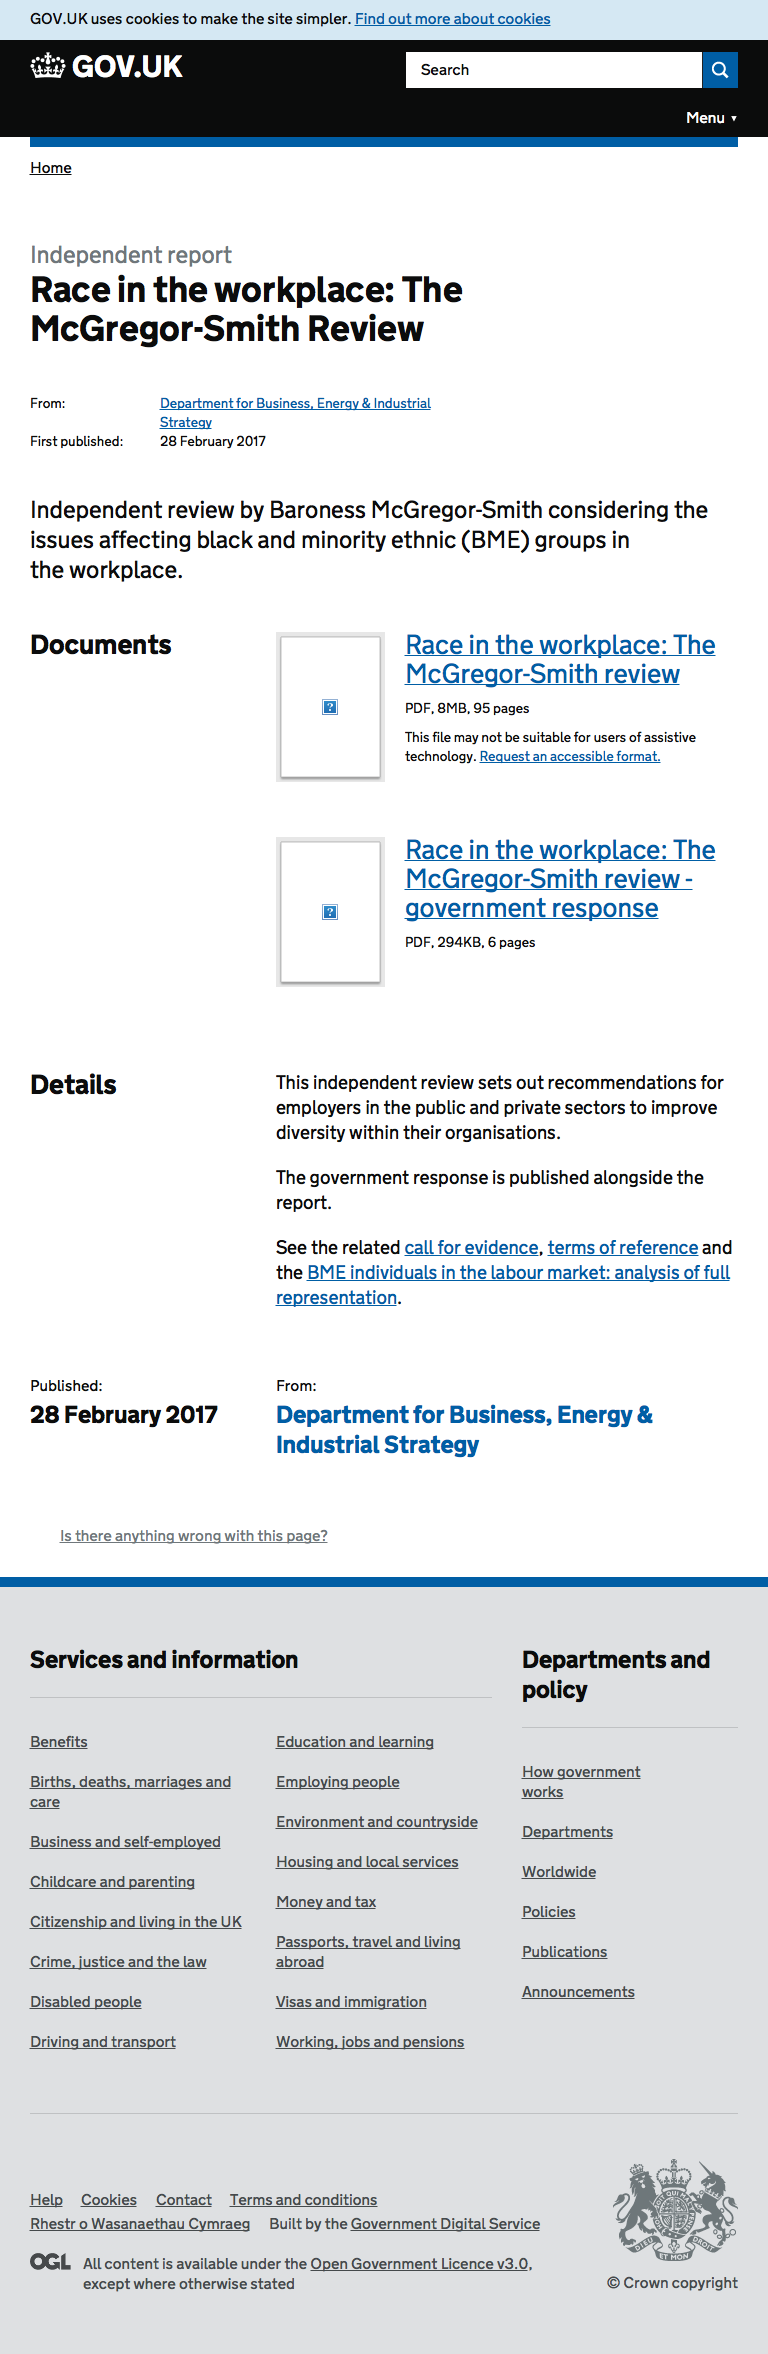 GOV.UK uses cookies to make the site simpler. Find out more about cookies
GOV.UK
Search
Menu ▼
Home
Independent report
Race in the workplace: The
McGregor-Smith Review
From:
Department for Business, Energy & Industrial
Strategy
First published:
28 February 2017
Independent review by Baroness McGregor-Smith considering the
issues affecting black and minority ethnic (BME) groups in
the workplace.
Documents
Race in the workplace: The
McGregor-Smith review
PDF, 8MB, 95 pages
This file may not be suitable for users of assistive
technology. Request an accessible format.
Race in the workplace: The
McGregor-Smith review -
government response
PDF, 294KB, 6 pages
Details
This independent review sets out recommendations for
employers in the public and private sectors to improve
diversity within their organisations.
The government response is published alongside the
report.
See the related call for evidence, terms of reference and
the BME individuals in the labour market: analysis of full
representation.
Published:
28 February 2017
From:
Department for Business, Energy &
Industrial Strategy
Is there anything wrong with this page?
Services and information
Benefits
Births, deaths, marriages and
care
Business and self-employed
Childcare and parenting
Citizenship and living in the UK
Crime, justice and the law
Disabled people
Driving and transport
Education and learning
Employing people
Environment and countryside
Housing and local services
Money and tax
Passports, travel and living
abroad
Visas and immigration
Working, jobs and pensions
Departments and
policy
How government
works
Departments
Worldwide
Policies
Publications
Announcements
Help Cookies Contact Terms and conditions
Rhestr o Wasanaethau Cymraeg Built by the Government Digital Service
OGL
All content is available under the Open Government Licence v3.0,
except where otherwise stated
DIEU ET MON DROIT
© Crown copyright